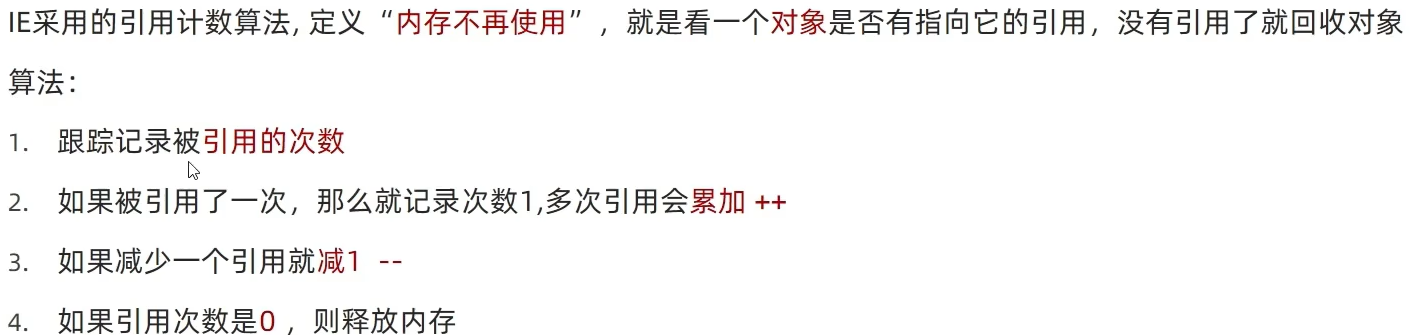 IE采用的引用计数算法, 定义“内存不再使用”，就是看一个对象是否有指向它的引用，没有引用了就回收对象
算法：
1. 跟踪记录被引用的次数
2. 如果被引用了一次，那么就记录次数1,多次引用会累加 ++
3. 如果减少一个引用就减1 --
4. 如果引用次数是0 ，则释放内存